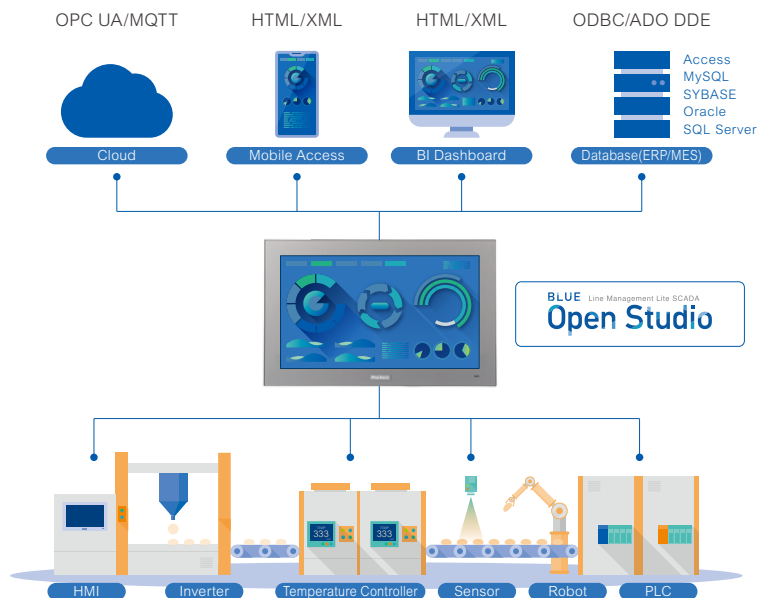 OPC UA/MQTT
HTML/XML
HTML/XML
ODBC/ADO DDE
Access
MySQL
SYBASE
Oracle
SQL Server
Cloud
Mobile Access
BI Dashboard
Database(ERP/MES)
BLUE Line Management Lite SCADA
Open Studio
333
333
HMI
Inverter
Temperature Controller
Sensor
Robot
PLC